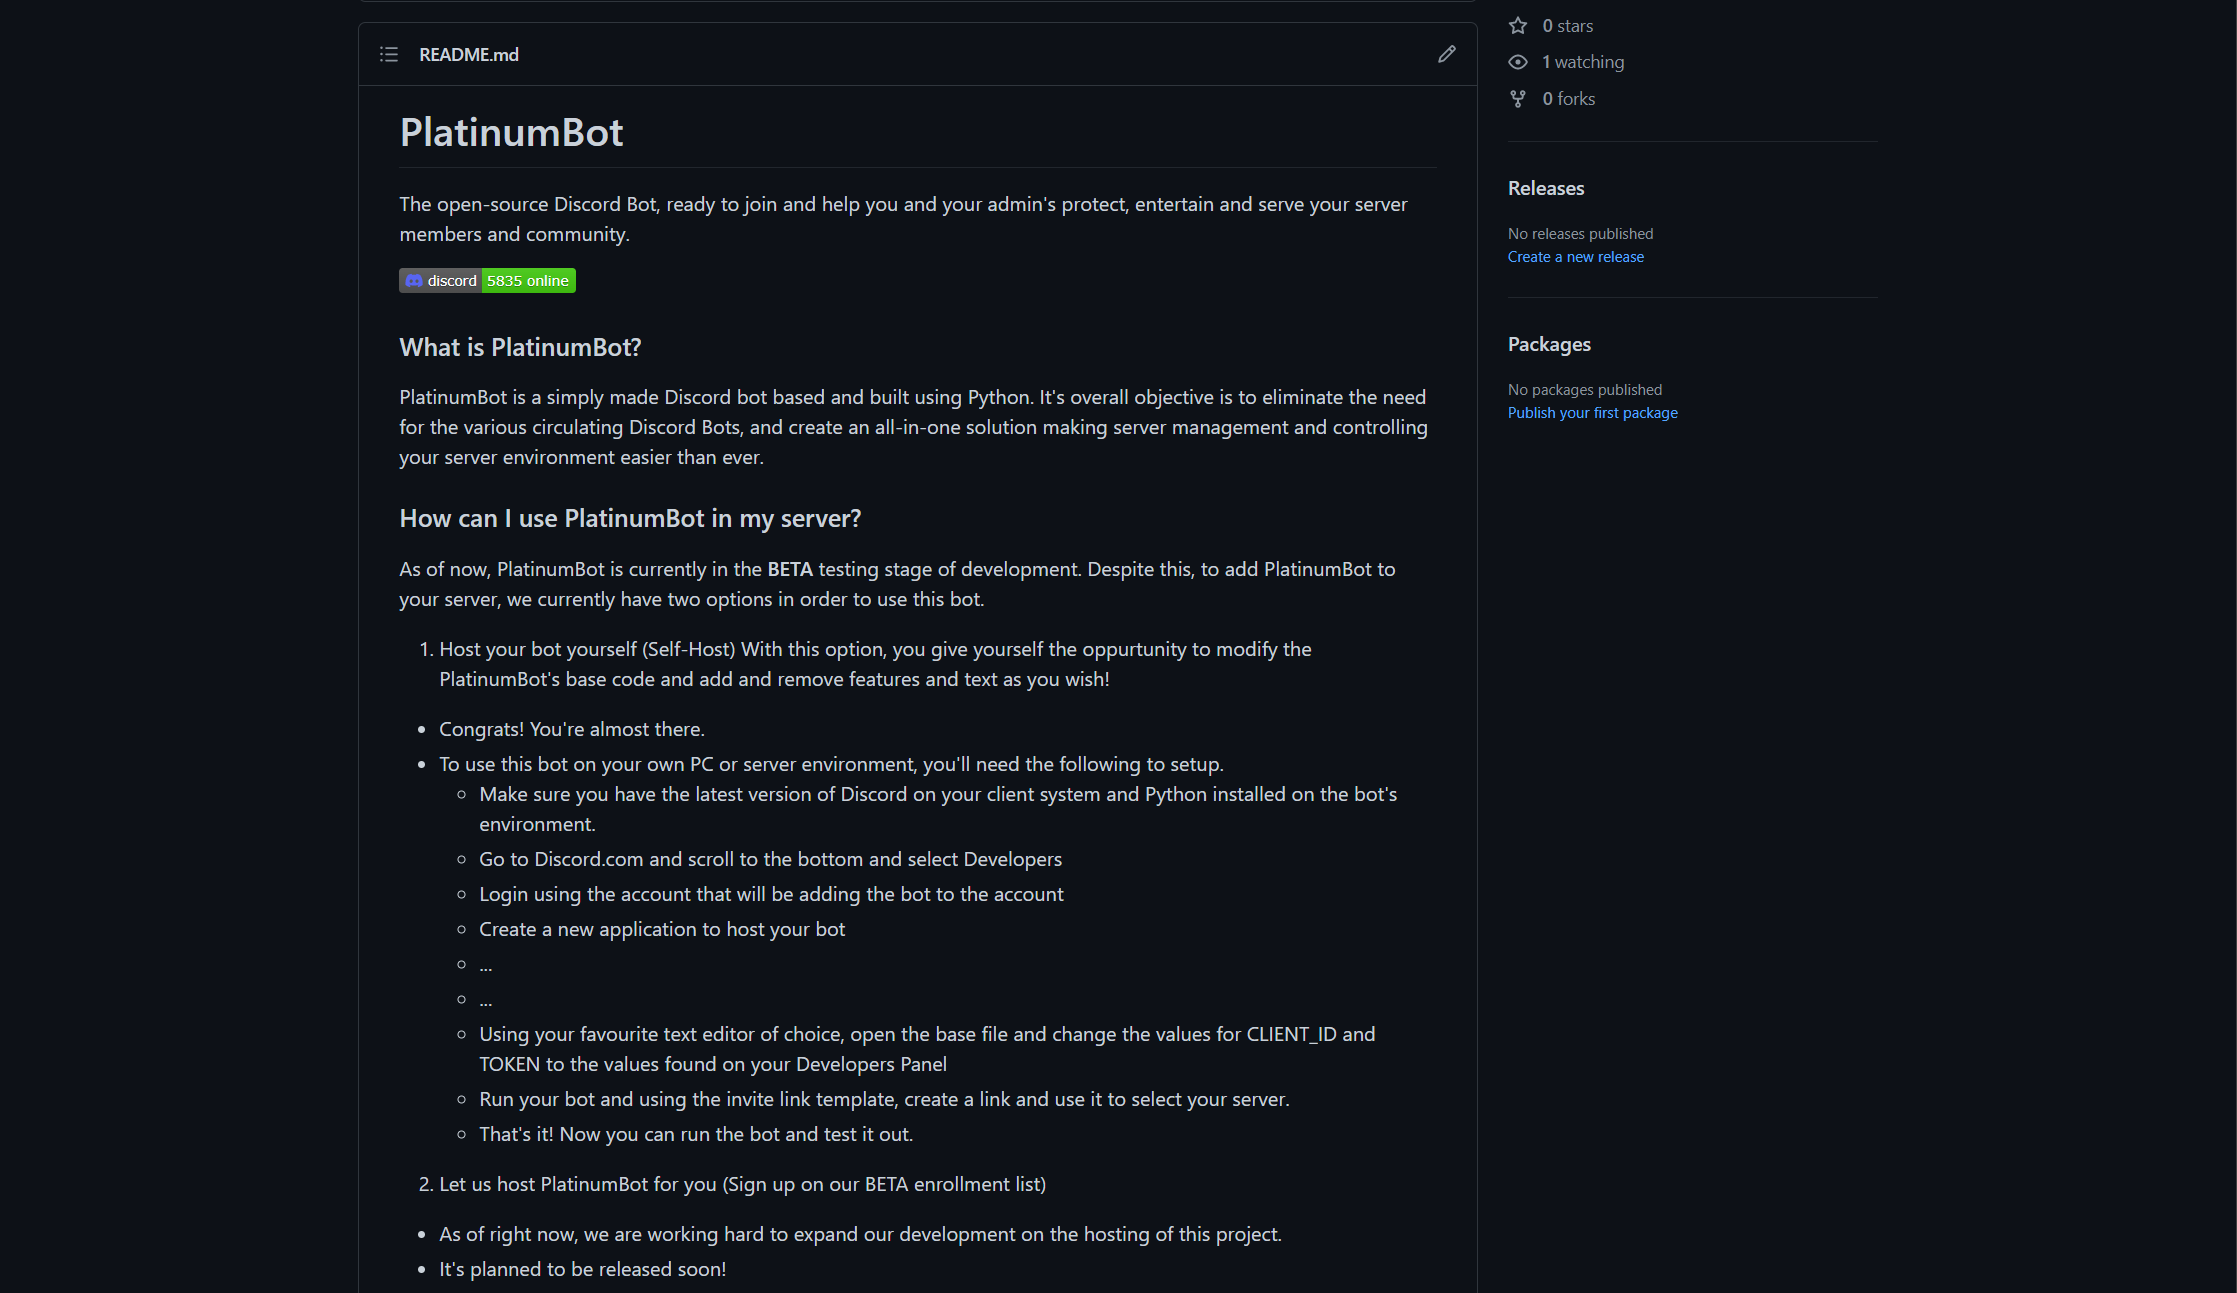 README.md
PlatinumBot
The open-source Discord Bot, ready to join and help you and your admin's protect, entertain and serve your server
members and community.
discord 5835 online
What is PlatinumBot?
PlatinumBot is a simply made Discord bot based and built using Python. It's overall objective is to eliminate the need
for the various circulating Discord Bots, and create an all-in-one solution making server management and controlling
your server environment easier than ever.
How can I use PlatinumBot in my server?
As of now, PlatinumBot is currently in the BETA testing stage of development. Despite this, to add PlatinumBot to
your server, we currently have two options in order to use this bot.
1. Host your bot yourself (Self-Host) With this option, you give yourself the oppurtunity to modify the
PlatinumBot's base code and add and remove features and text as you wish!
• Congrats! You're almost there.
• To use this bot on your own PC or server environment, you'll need the following to setup.
◦ Make sure you have the latest version of Discord on your client system and Python installed on the bot's
environment.
◦ Go to Discord.com and scroll to the bottom and select Developers
◦ Login using the account that will be adding the bot to the account
◦ Create a new application to host your bot
◦ ...
◦ ...
◦ Using your favourite text editor of choice, open the base file and change the values for CLIENT_ID and
TOKEN to the values found on your Developers Panel
◦ Run your bot and using the invite link template, create a link and use it to select your server.
◦ That's it! Now you can run the bot and test it out.
2. Let us host PlatinumBot for you (Sign up on our BETA enrollment list)
• As of right now, we are working hard to expand our development on the hosting of this project.
• It's planned to be released soon!
0 stars
1 watching
0 forks
Releases
No releases published
Create a new release
Packages
No packages published
Publish your first package